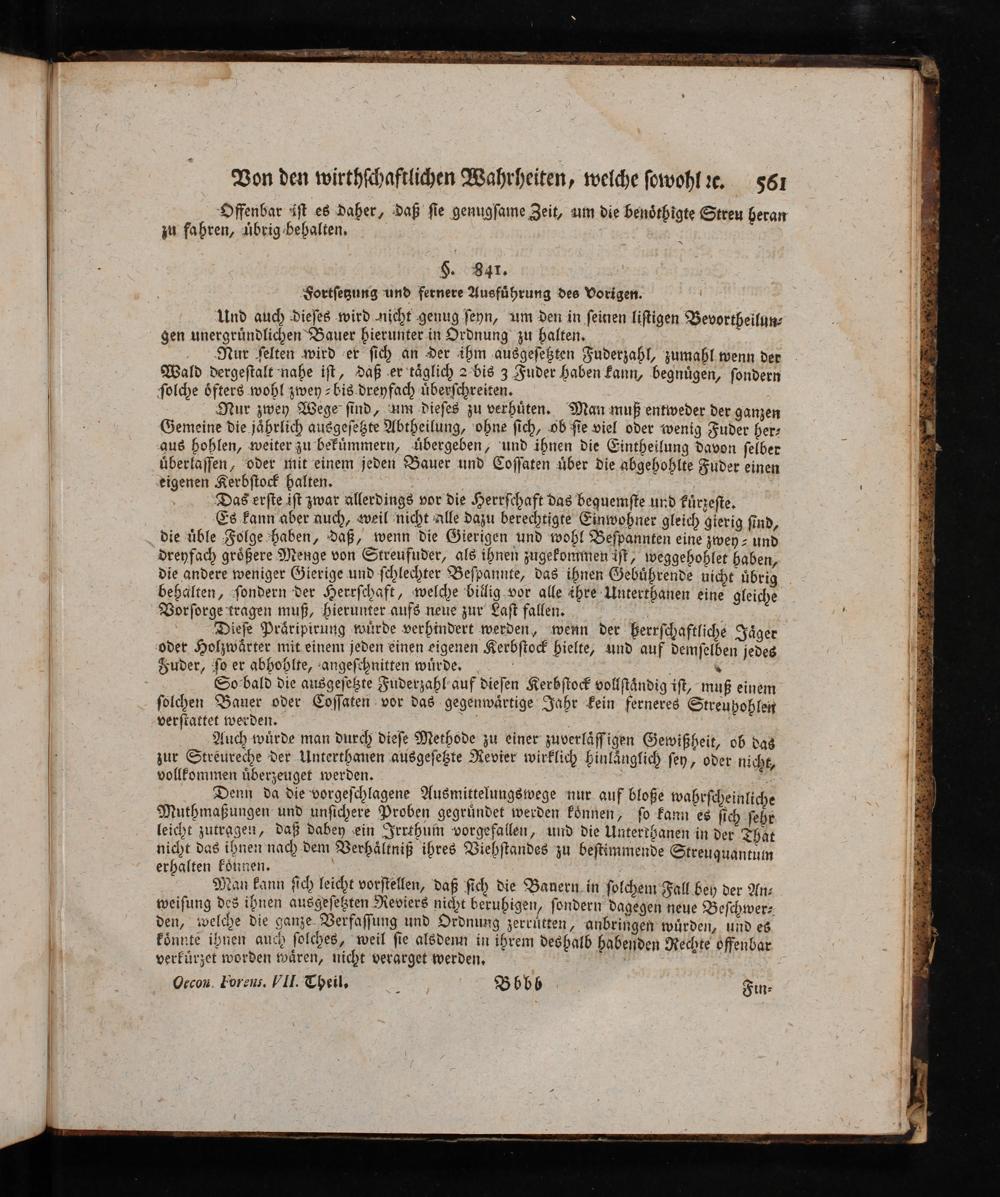 Von den wirthschaftlichen Wahrheiten, welche sowohl ꝛc. 561
Offenbar ist es daher, daß sie genugsame Zeit, um die benöthigte Streu heran
zu fahren, übrig behalten.
§. 841.
Fortsetzung und fernere Ausführung des Vorigen.
Und auch dieses wird nicht genug seyn, um den in seinen listigen Bevortheilun-
gen unergründlichen Bauer hierunter in Ordnung zu halten.
Nur selten wird er sich an der ihm ausgesetzten Fuderzahl, zumahl wenn der
Wald dergestalt nahe ist, daß er täglich 2 bis 3 Fuder haben kann, begnügen, sondern
solche öfters wohl zwey- bis dreyfach überschreiten.
Nur zwey Wege sind, um dieses zu verhüten. Man muß entweder der ganzen
Gemeine die jährlich ausgesetzte Abtheilung, ohne sich, ob sie viel oder wenig Fuder her-
aus hohlen, weiter zu bekümmern, übergeben, und ihnen die Eintheilung davon selber
überlassen, oder mit einem jeden Bauer und Cossaten über die abgehohlte Fuder einen
eigenen Kerbstock halten.
Das erste ist zwar allerdings vor die Herrschaft das bequemste und kürzeste.
Es kann aber auch, weil nicht alle dazu berechtigte Einwohner gleich gierig sind,
die üble Folge haben, daß, wenn die Gierigen und wohl Bespannten eine zwey- und
dreyfach größere Menge von Streufuder, als ihnen zugekommen ist, weggehohlet haben,
die andere weniger Gierige und schlechter Bespannte, das ihnen Gebührende nicht übrig
behalten, sondern der Herrschaft, welche billig vor alle ihre Unterthanen eine gleiche
Vorsorge tragen muß, hierunter aufs neue zur Last fallen.
Diese Präripirung würde verhindert werden, wenn der herrschaftliche Jäger
oder Holzwärter mit einem jeden einen eigenen Kerbstock hielte, und auf demselben jedes
Fuder, so er abhohlte, angeschnitten würde.
So bald die ausgesetzte Fuderzahl auf diesen Kerbstock vollständig ist, muß einem
solchen Bauer oder Cossaten vor das gegenwärtige Jahr kein ferneres Streuhohlen
verstattet werden.
Auch würde man durch diese Methode zu einer zuverlässigen Gewißheit, ob das
zur Streureche der Unterthanen ausgesetzte Revier wirklich hinlänglich sey, oder nicht,
vollkommen überzeuget werden.
Denn da die vorgeschlagene Ausmittelungswege nur auf bloße wahrscheinliche
Muthmaßungen und unsichere Proben gegründet werden können, so kann es sich sehr
leicht zutragen, daß dabey ein Irrthum vorgefallen, und die Unterthanen in der That
nicht das ihnen nach dem Verhältniß ihres Viehstandes zu bestimmende Streuquantum
erhalten können.
Man kann sich leicht vorstellen, daß sich die Bauern in solchem Fall bey der An-
weisung des ihnen ausgesetzten Reviers nicht beruhigen, sondern dagegen neue Beschwer-
den, welche die ganze Verfassung und Ordnung zerrütten, anbringen würden, und es
könnte ihnen auch solches, weil sie alsdenn in ihrem deshalb habenden Rechte offenbar
verkürzet worden wären, nicht verarget werden.
Oecon. Forens. VII. Theil. Bbbb Fin-